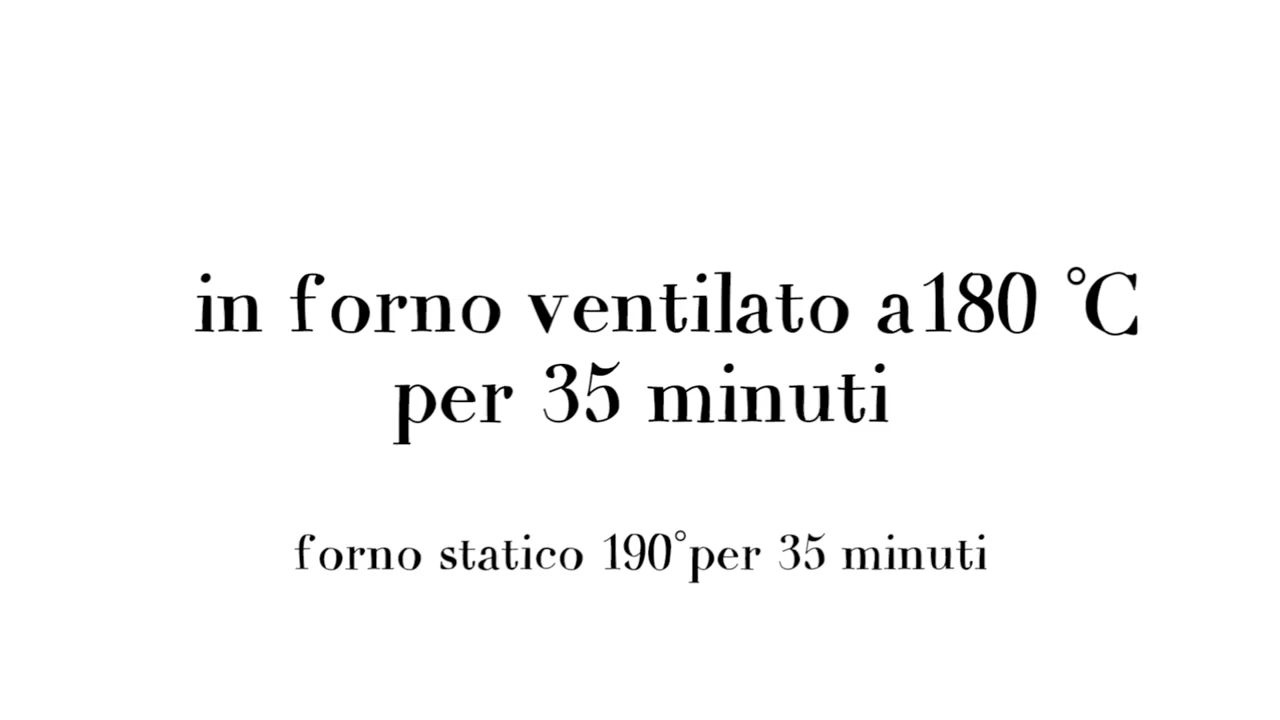 in forno ventilato a180 °C
per 35 minuti
forno statico 190°per 35 minuti